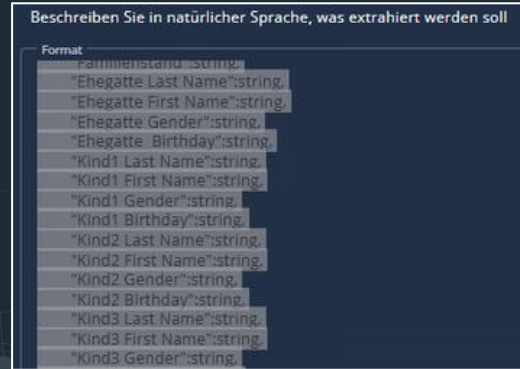 Beschreiben Sie in natürlicher Sprache, was extrahiert werden soll
Format
"Familienstand":String,
"Ehegatte Last Name":string,
"Ehegatte First Name":string,
"Ehegatte Gender":string,
"Ehegatte  Birthday":string,
"Kind1 Last Name":string,
"Kind1 First Name":string,
"Kind1 Gender":string,
"Kind1 Birthday":string,
"Kind2 Last Name":string,
"Kind2 First Name":string,
"Kind2 Gender":string,
"Kind2 Birthday":string,
"Kind3 Last Name":string,
"Kind3 First Name":string,
"Kind3 Gender":string,